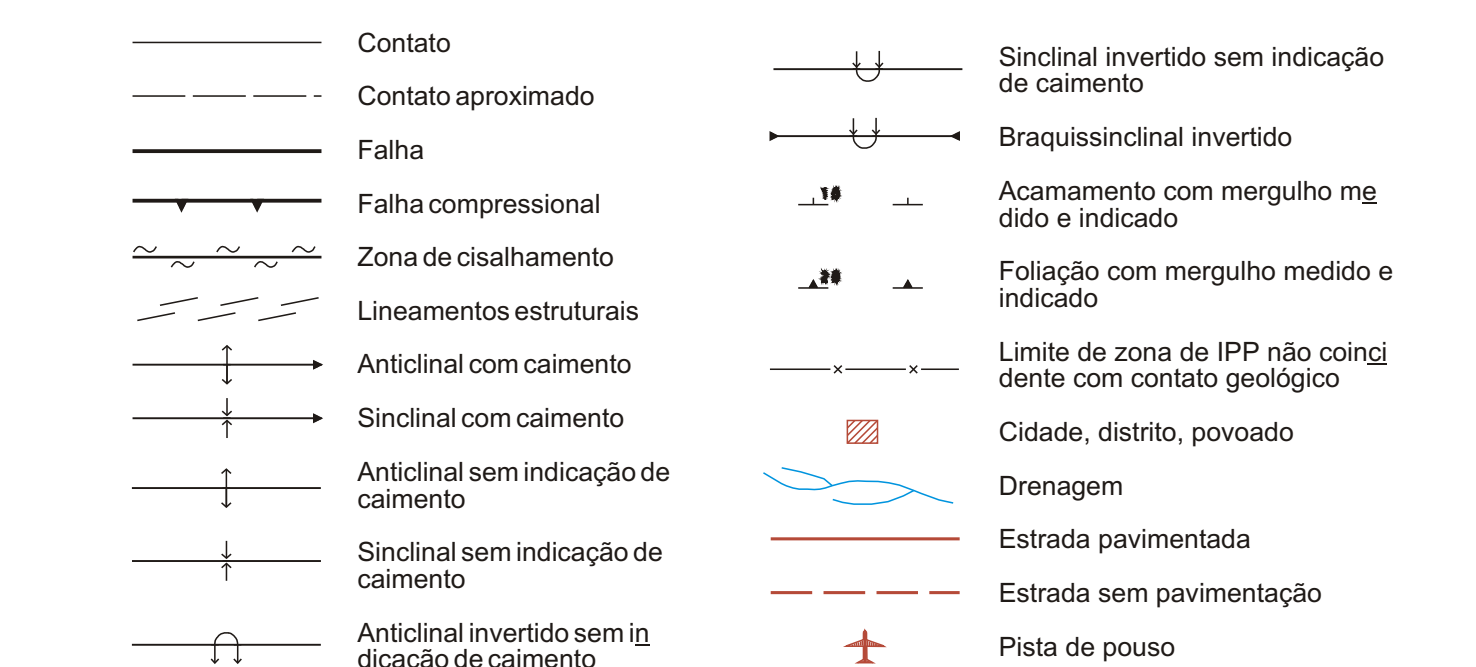 Contato
Contato aproximado
Falha
Falha compressional
Zona de cisalhamento
Lineamentos estruturais
Anticlinal com caimento
Sinclinal com caimento
Anticlinal sem indicação de
caimento
Sinclinal sem indicação de
caimento
Anticlinal invertido sem in
dicação de caimento
Sinclinal invertido sem indicação
de caimento
Braquissinclinal invertido
Acamamento com mergulho me
dido e indicado
Foliação com mergulho medido e
indicado
Limite de zona de IPP não coinci
dente com contato geológico
Cidade, distrito, povoado
Drenagem
Estrada pavimentada
Estrada sem pavimentação
Pista de pouso